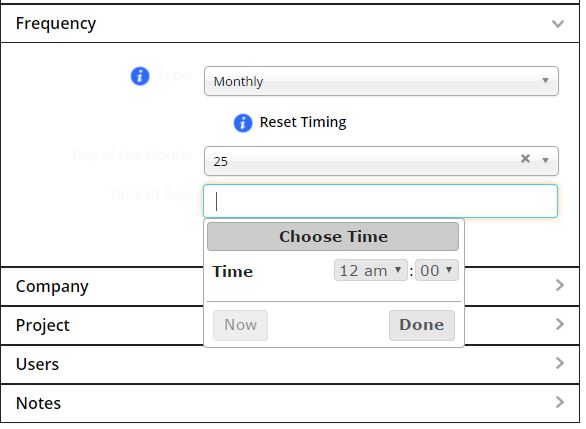 Frequency
Type:
Monthly
Reset Timing
Day of the Month:
25
Time of Day:
Choose Time
Time 12 am : 00
Now Done
Company
Project
Users
Notes